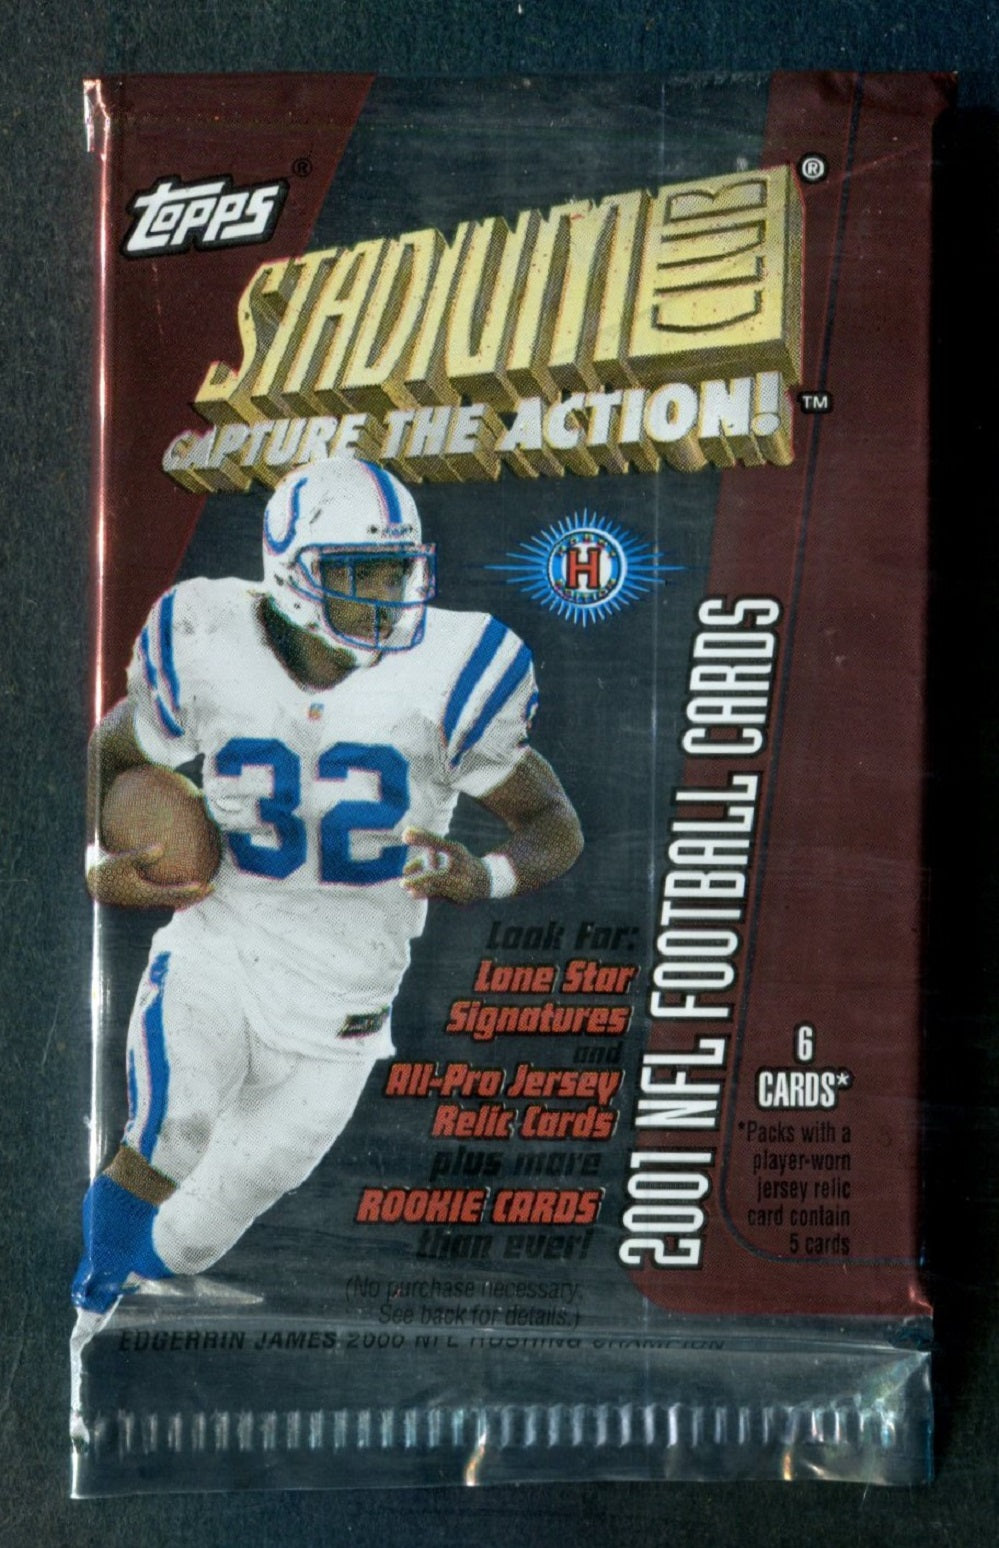 Topps ®
STADIUM CLUB ®
CAPTURE THE ACTION! ™
H
32
Look For:
Lone Star
Signatures
and
All-Pro Jersey
Relic Cards
plus more
ROOKIE CARDS
than ever!
(No purchase necessary.
See back for details.)
EDGERRIN JAMES 2000 NFL RUSHING CHAMPION
2001 NFL FOOTBALL CARDS
6
CARDS*
*Packs with a
player-worn
jersey relic
card contain
5 cards